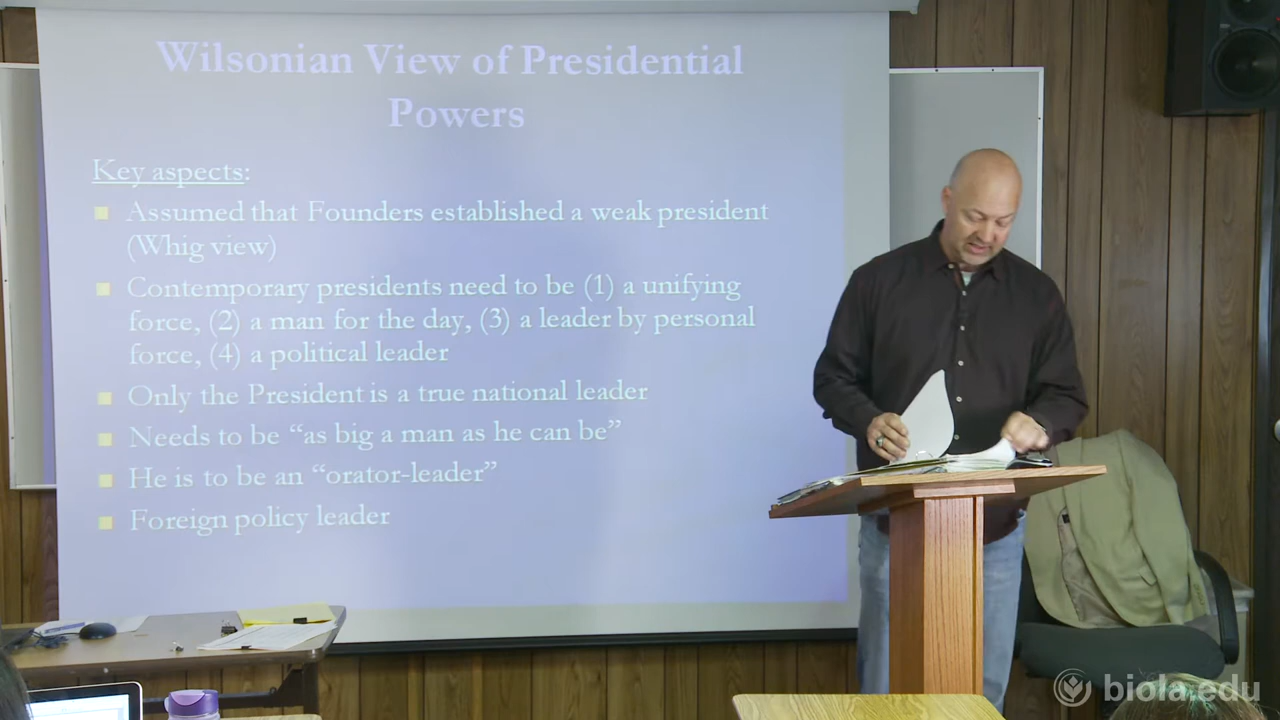 Wilsonian View of Presidential
Powers
Key aspects:
Assumed that Founders established a weak president
(Whig view)
Contemporary presidents need to be (1) a unifying
force, (2) a man for the day, (3) a leader by personal
force, (4) a political leader
Only the President is a true national leader
Needs to be “as big a man as he can be”
He is to be an “orator-leader”
Foreign policy leader
biola.edu